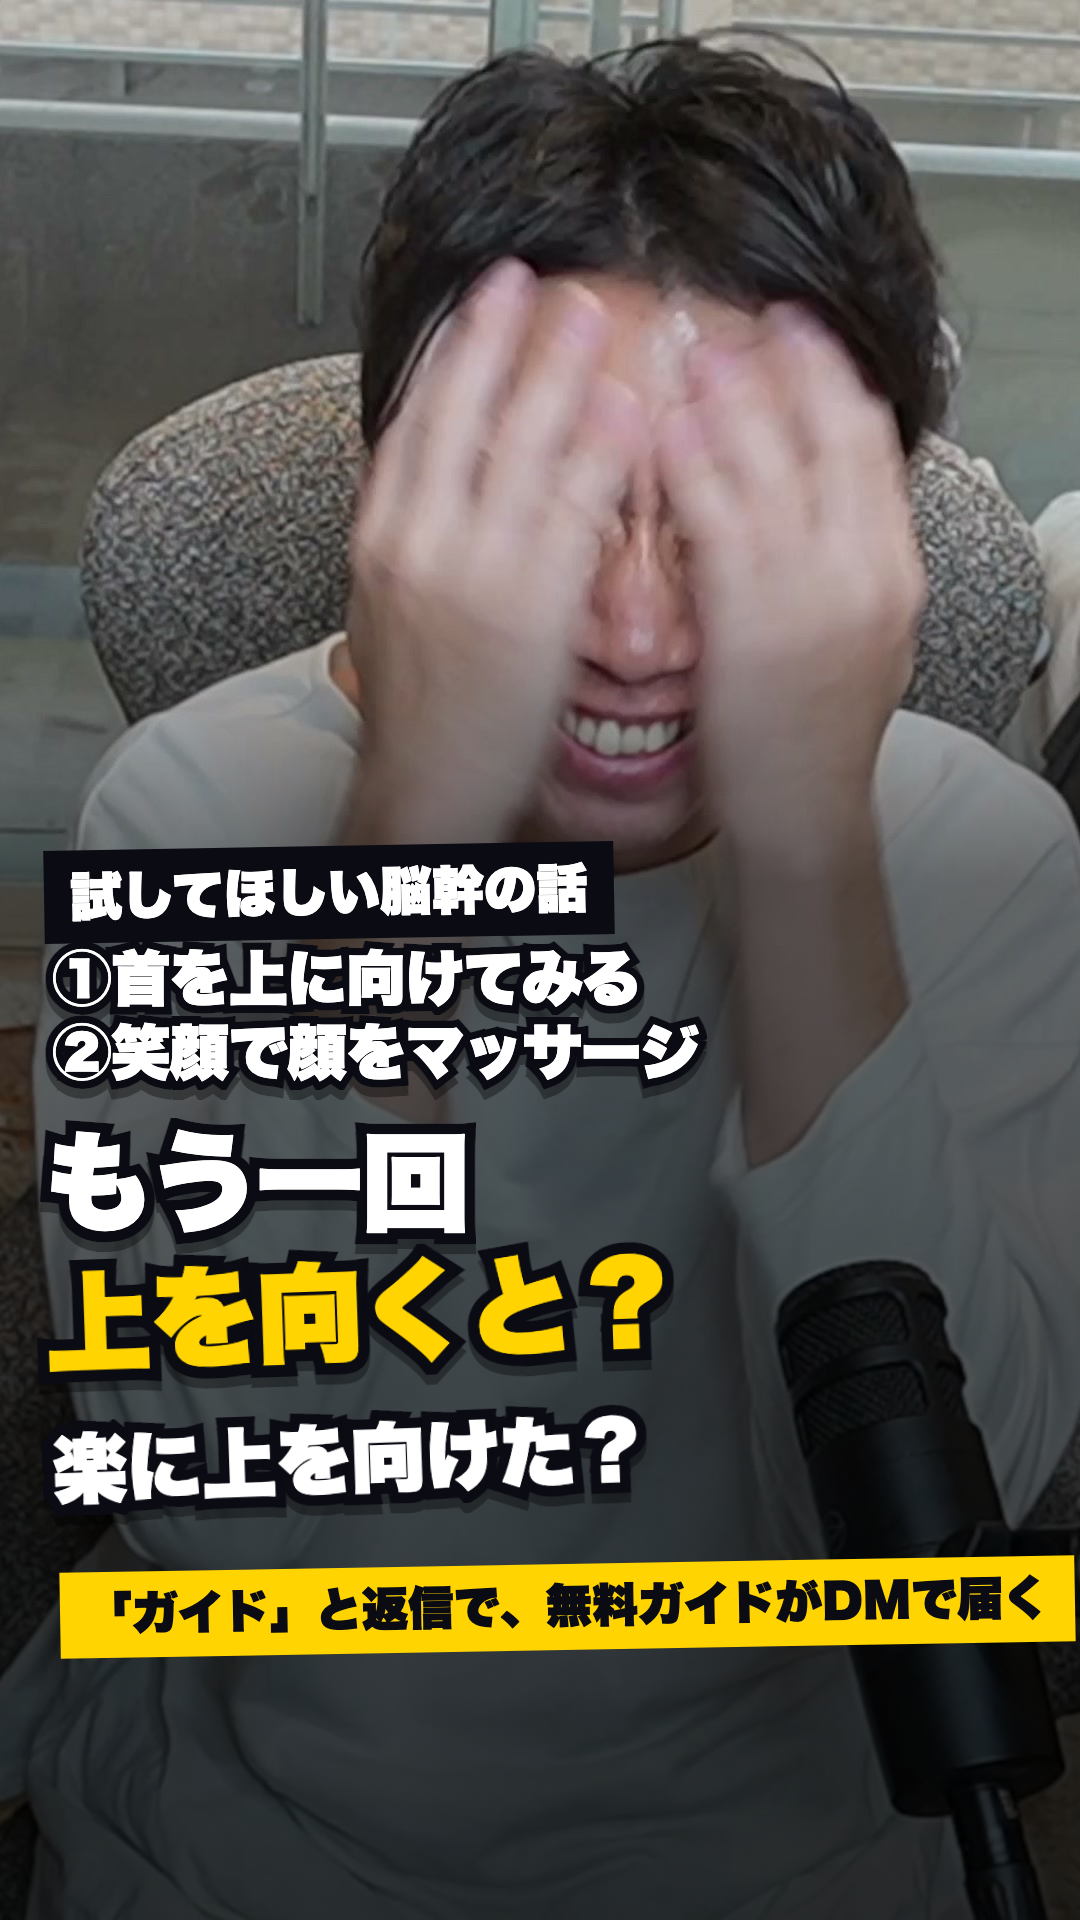 試してほしい脳幹の話
①首を上に向けてみる
②笑顔で顔をマッサージ
もう一回
上を向くと？
楽に上を向けた？
「ガイド」と返信で、無料ガイドがDMで届く